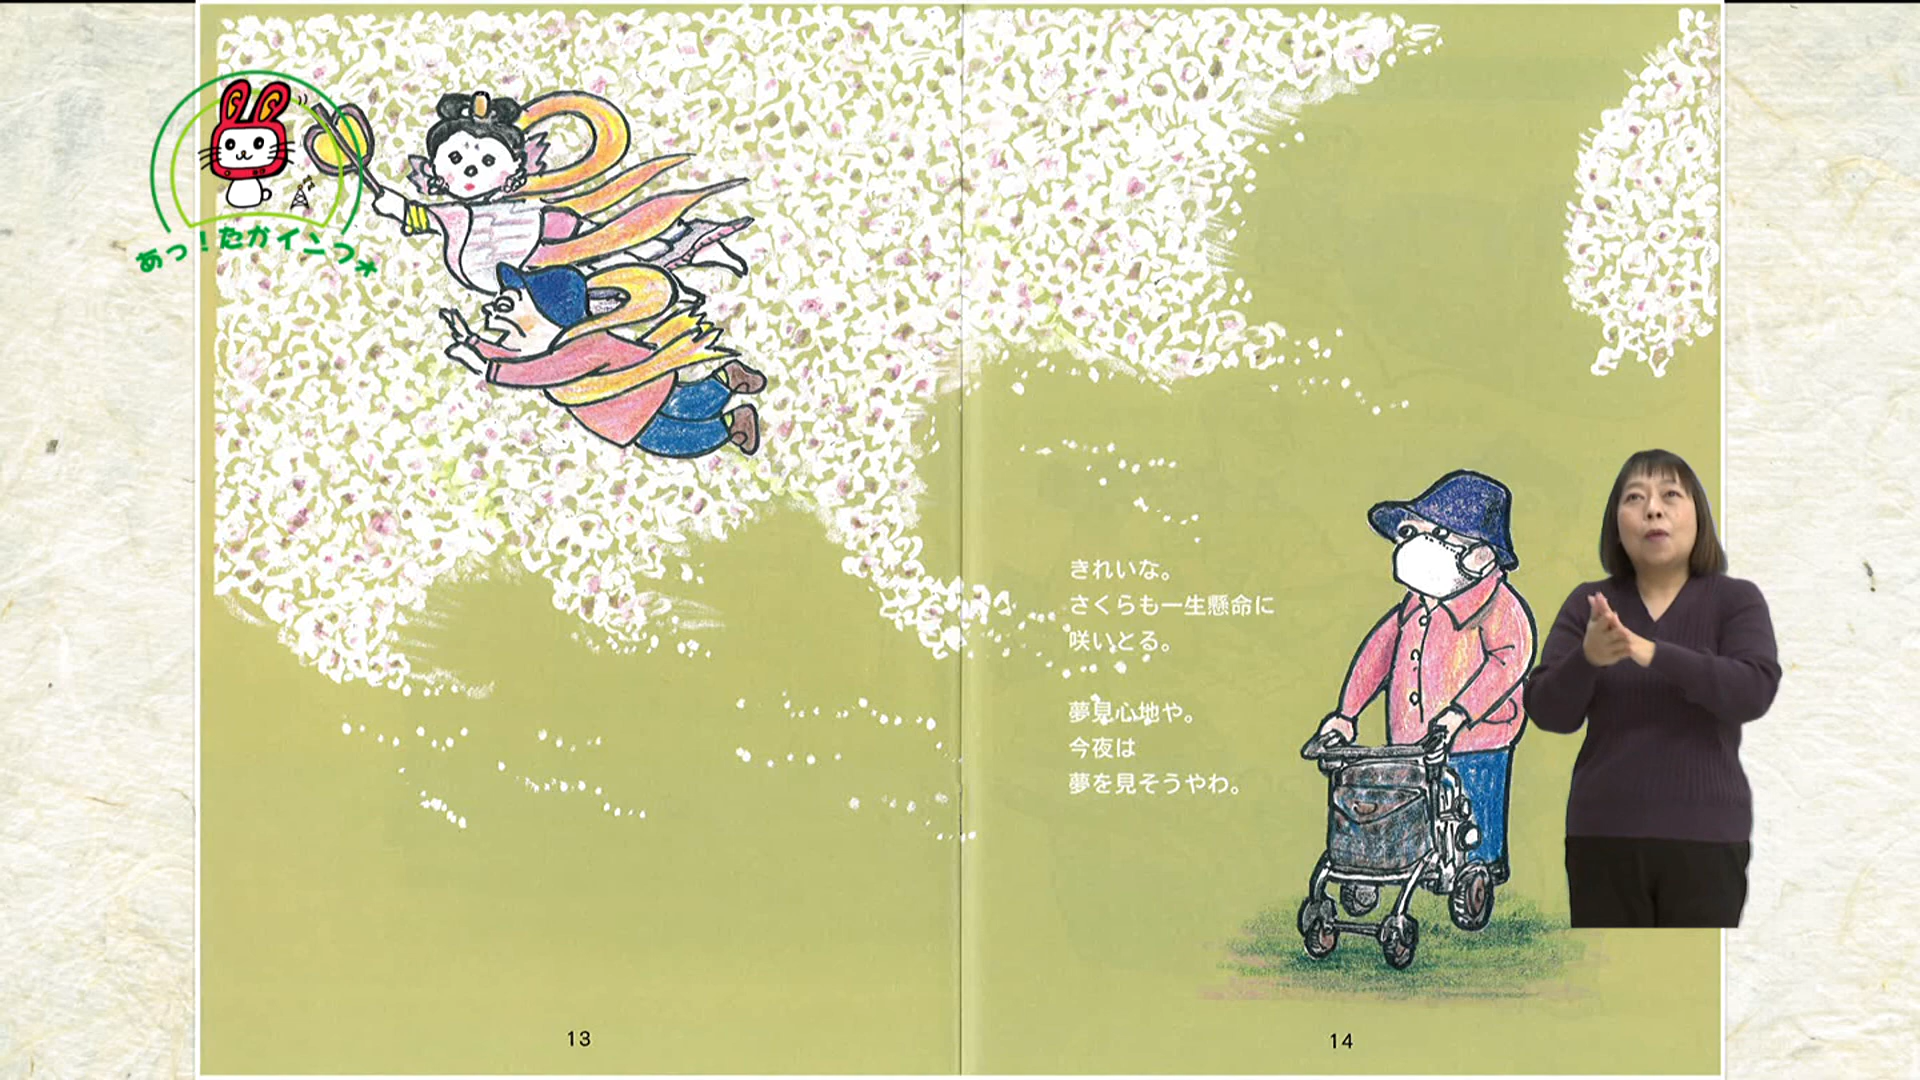 あっ！たかインフォ
きれいな。
さくらも一生懸命に
咲いとる。
夢見心地や。
今夜は
夢を見そうやわ。
13
14